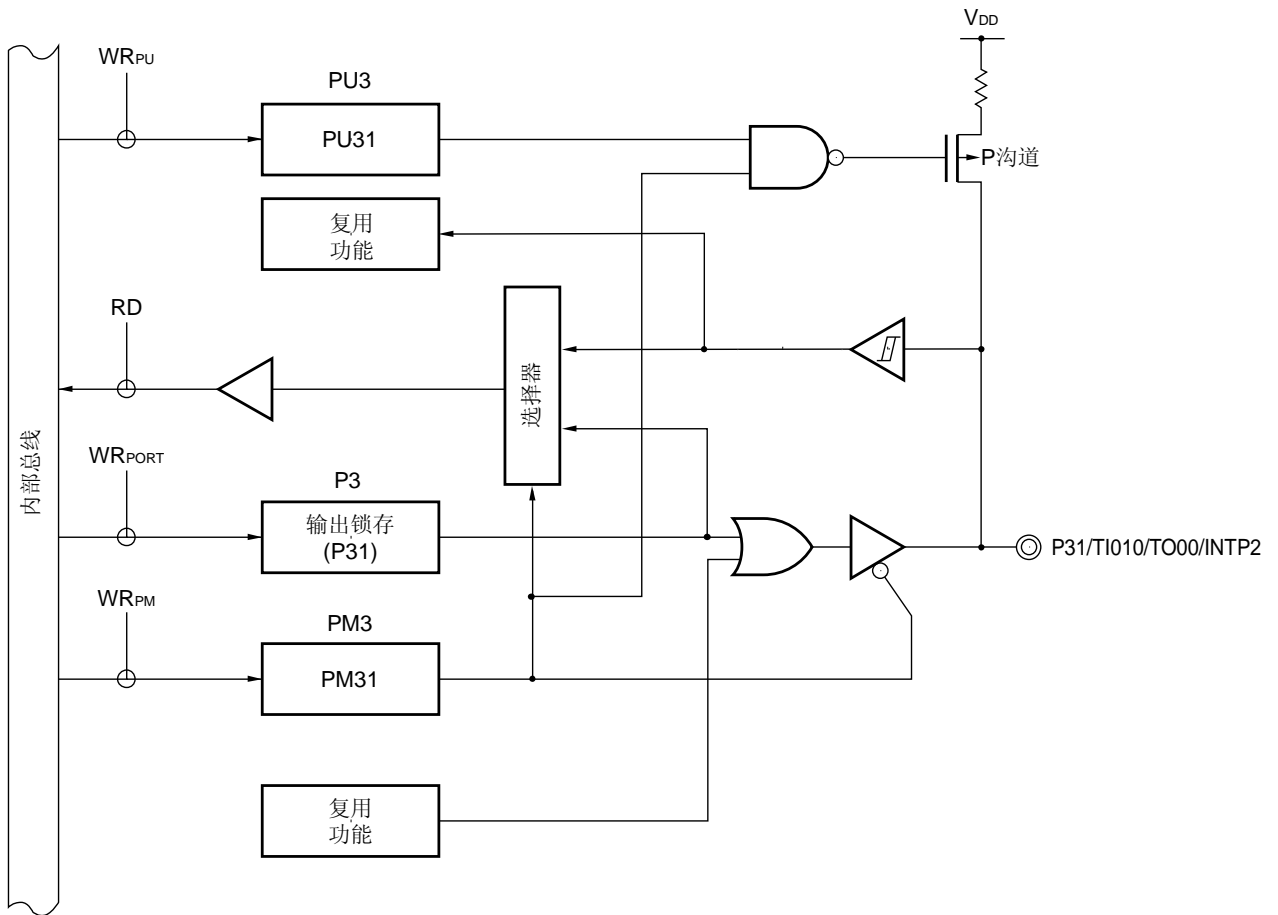 VDD
WRPU
PU3
PU31
P沟道
复用
功能
RD
选择器
内部总线
WRPORT
P3
输出锁存
(P31)
P31/TI010/TO00/INTP2
WRPM
PM3
PM31
复用
功能